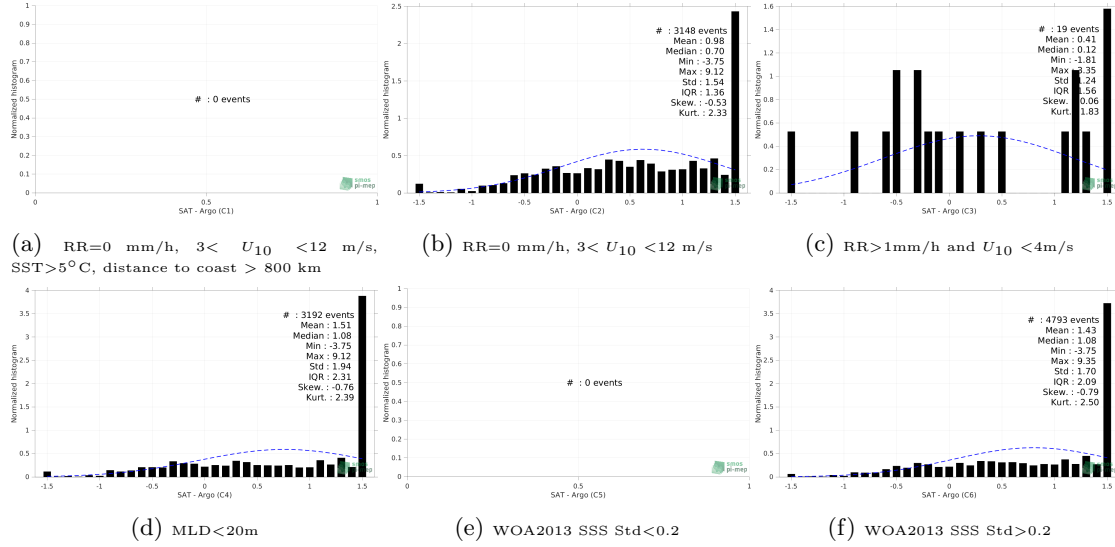 1
0.9
0.8
0.7
0.6
0.5
0.4
0.3
0.2
0.1
0
Normalized histogram
# : 0 events
0 0.5 1
SAT - Argo (C1)
smos
pi-mep
(a) RR=0 mm/h, 3< U10 <12 m/s,
SST>5°C, distance to coast > 800 km
2.5
2
1.5
1
0.5
0
Normalized histogram
# : 3148 events
Mean : 0.98
Median : 0.70
Min : -3.75
Max : 9.12
Std : 1.54
IQR : 1.36
Skew. : -0.53
Kurt. : 2.33
-1.5 -1 -0.5 0 0.5 1 1.5
SAT - Argo (C2)
smos
pi-mep
(b) RR=0 mm/h, 3< U10 <12 m/s
1.6
1.4
1.2
1
0.8
0.6
0.4
0.2
0
Normalized histogram
# : 19 events
Mean : 0.41
Median : 0.12
Min : -1.81
Max : 3.35
Std : 1.24
IQR : 1.56
Skew. : 0.06
Kurt. : 1.83
-1.5 -1 -0.5 0 0.5 1 1.5
SAT - Argo (C3)
smos
pi-mep
(c) RR>1mm/h and U10 <4m/s
4
3.5
3
2.5
2
1.5
1
0.5
0
Normalized histogram
# : 3192 events
Mean : 1.51
Median : 1.08
Min : -3.75
Max : 9.12
Std : 1.94
IQR : 2.31
Skew. : -0.76
Kurt. : 2.39
-1.5 -1 -0.5 0 0.5 1 1.5
SAT - Argo (C4)
smos
pi-mep
(d) MLD<20m
1
0.9
0.8
0.7
0.6
0.5
0.4
0.3
0.2
0.1
0
Normalized histogram
# : 0 events
0 0.5 1
SAT - Argo (C5)
smos
pi-mep
(e) WOA2013 SSS Std<0.2
4
3.5
3
2.5
2
1.5
1
0.5
0
Normalized histogram
# : 4793 events
Mean : 1.43
Median : 1.08
Min : -3.75
Max : 9.35
Std : 1.70
IQR : 2.09
Skew. : -0.79
Kurt. : 2.50
-1.5 -1 -0.5 0 0.5 1 1.5
SAT - Argo (C6)
smos
pi-mep
(f) WOA2013 SSS Std>0.2